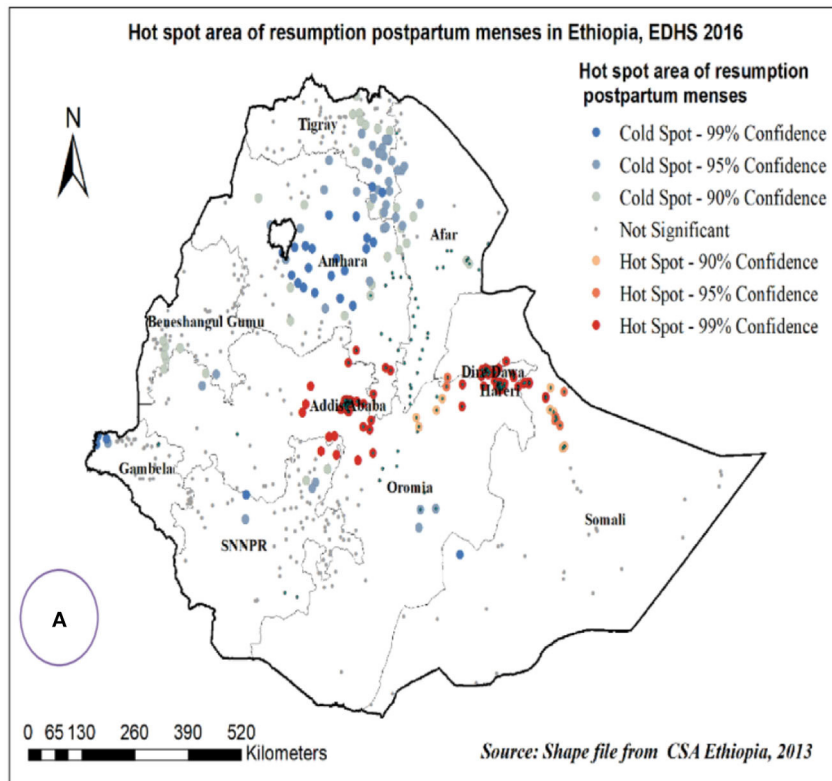 Hot spot area of resumption postpartum menses in Ethiopia, EDHS 2016
Hot spot area of resumption
postpartum menses
Cold Spot - 99% Confidence
Cold Spot - 95% Confidence
Cold Spot - 90% Confidence
Not Significant
Hot Spot - 90% Confidence
Hot Spot - 95% Confidence
Hot Spot - 99% Confidence
N
Tigray
Afar
Amhara
Beneshangul Gumu
Dire Dawa
Hareri
Addis Ababa
Gambela
Oromia
Somali
SNNPR
A
0 65 130 260 390 520
Kilometers
Source: Shape file from CSA Ethiopia, 2013